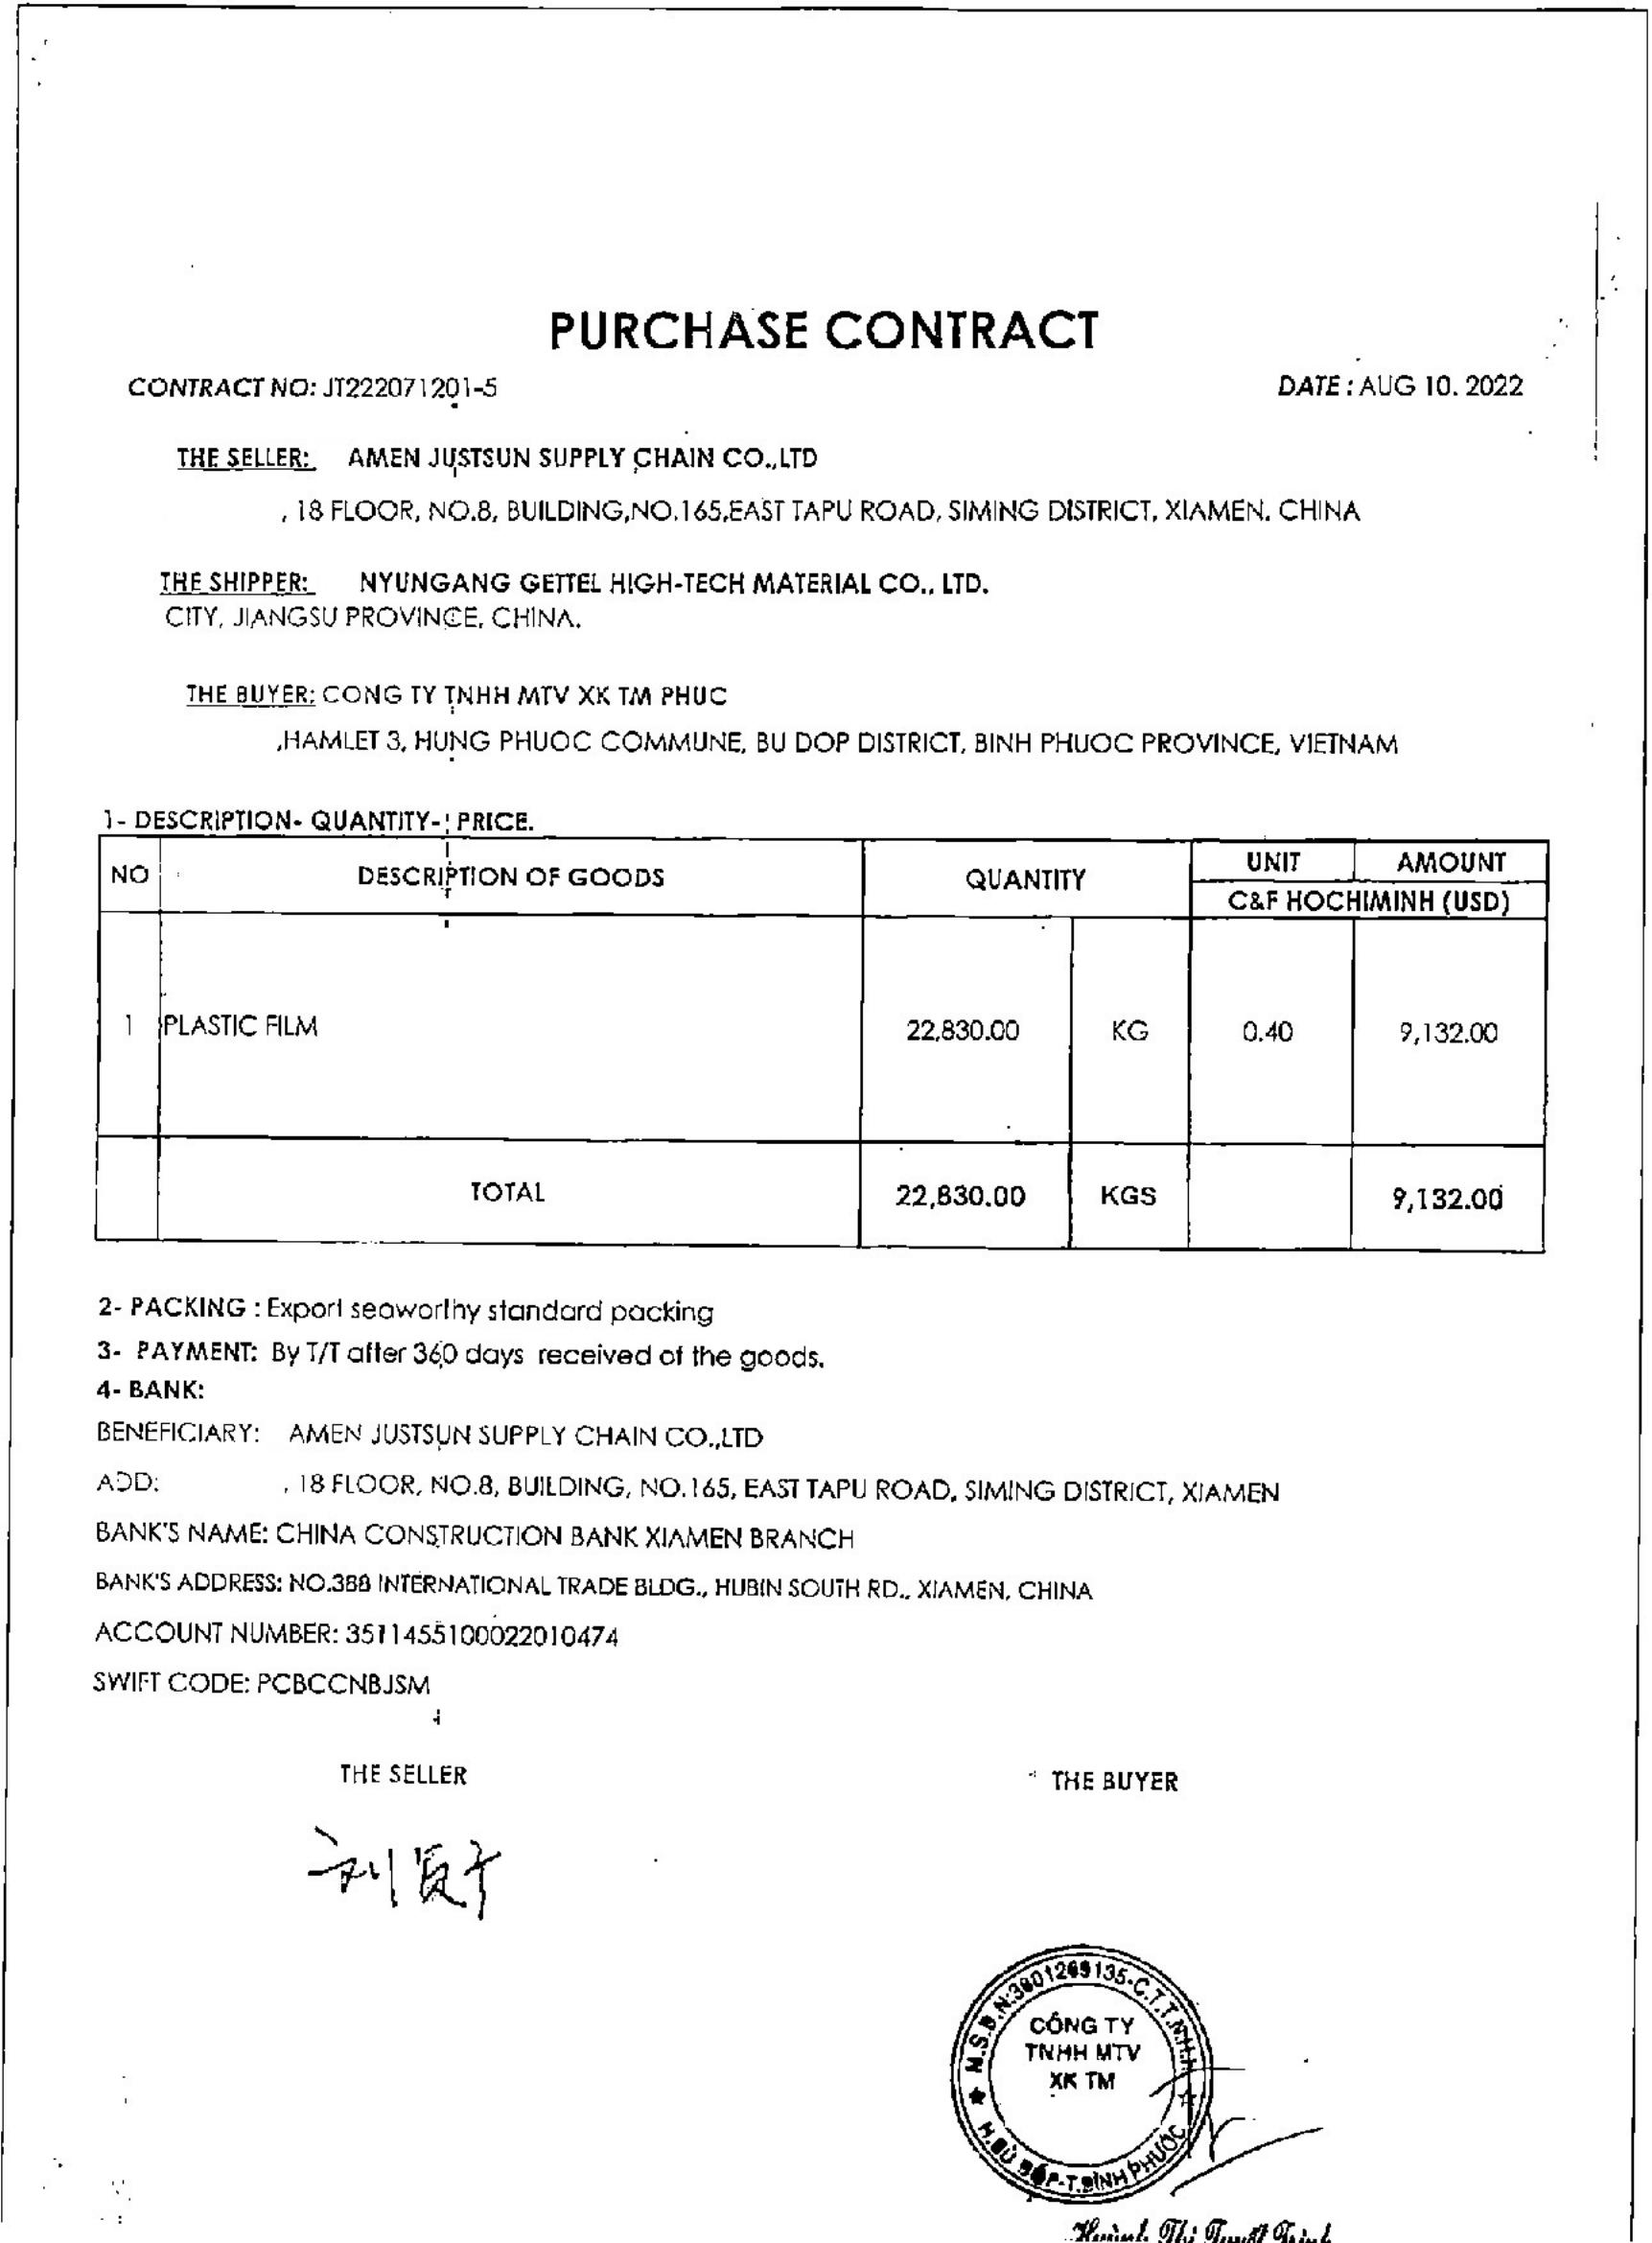 PURCHASE CONTRACT
CONTRACT NO: JT222071201-5 DATE : AUG 10. 2022
THE SELLER: AMEN JUSTSUN SUPPLY CHAIN CO.,LTD
, 18 FLOOR, NO.8, BUILDING,NO.165,EAST TAPU ROAD, SIMING DISTRICT, XIAMEN. CHINA
THE SHIPPER: NYUNGANG GETTEL HIGH-TECH MATERIAL CO., LTD.
CITY, JIANGSU PROVINCE, CHINA.
THE BUYER: CONG TY TNHH MTV XK TM PHUC
,HAMLET 3, HUNG PHUOC COMMUNE, BU DOP DISTRICT, BINH PHUOC PROVINCE, VIETNAM
1- DESCRIPTION- QUANTITY- PRICE.
NO DESCRIPTION OF GOODS QUANTITY UNIT AMOUNT
C&F HOCHIMINH (USD)
1 PLASTIC FILM 22,830.00 KG 0.40 9,132.00
TOTAL 22,830.00 KGS 9,132.00
2- PACKING : Export seaworthy standard packing
3- PAYMENT: By T/T after 360 days received of the goods.
4- BANK:
BENEFICIARY: AMEN JUSTSUN SUPPLY CHAIN CO.,LTD
ADD: , 18 FLOOR, NO.8, BUILDING, NO.165, EAST TAPU ROAD, SIMING DISTRICT, XIAMEN
BANK'S NAME: CHINA CONSTRUCTION BANK XIAMEN BRANCH
BANK'S ADDRESS: NO.388 INTERNATIONAL TRADE BLDG., HUBIN SOUTH RD., XIAMEN, CHINA
ACCOUNT NUMBER: 3511455100022010474
SWIFT CODE: PCBCCNBJSM
THE SELLER THE BUYER
M.S.D.N:3801269135-C.T.T.N.H.H
CÔNG TY
TNHH MTV
XK TM
H.BÙ ĐỐP-T.BÌNH PHƯỚC
Huỳnh Thị Tuyết Trinh